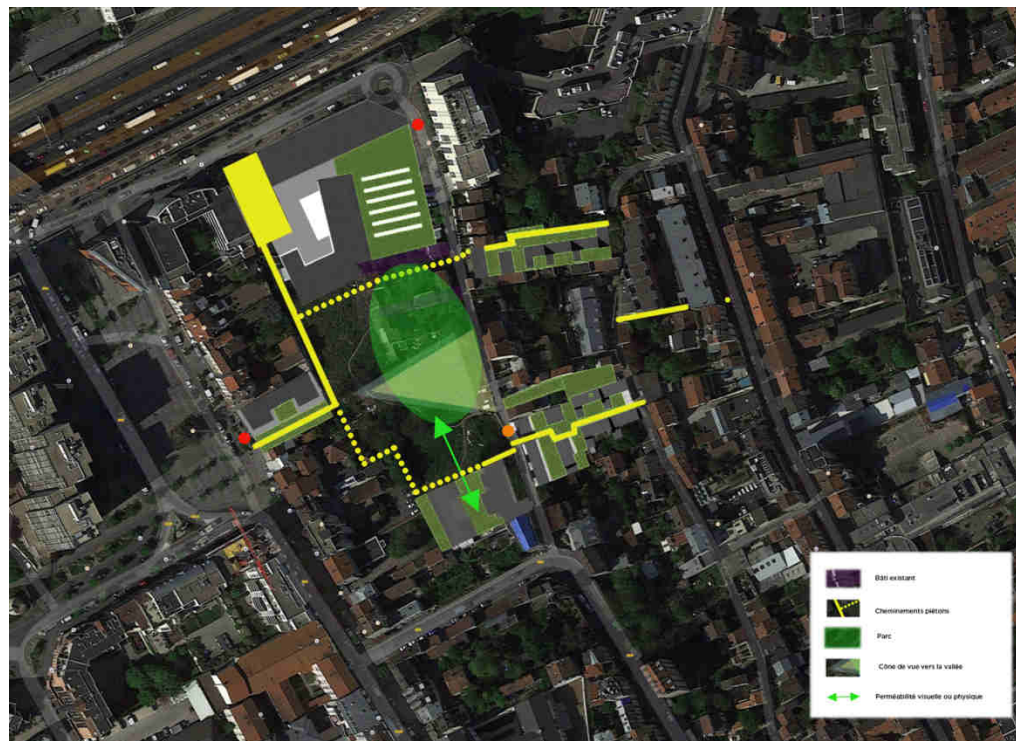 Bâti existant
Cheminements piétons
Parc
Cône de vue vers la vallée
Perméabilité visuelle ou physique